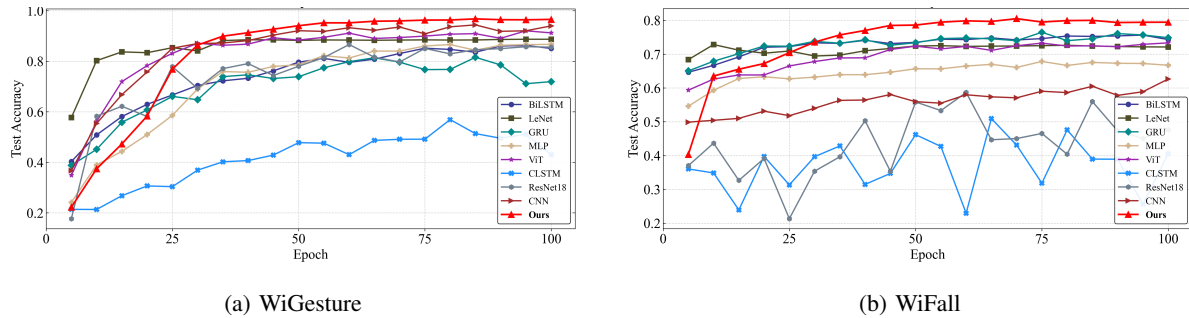 1.0
0.8
0.6
0.4
0.2
Test Accuracy
0
25
50
75
100
Epoch
BiLSTM
LeNet
GRU
MLP
ViT
CLSTM
ResNet18
CNN
Ours
(a) WiGesture
0.8
0.7
0.6
0.5
0.4
0.3
0.2
Test Accuracy
0
25
50
75
100
Epoch
BiLSTM
LeNet
GRU
MLP
ViT
CLSTM
ResNet18
CNN
Ours
(b) WiFall